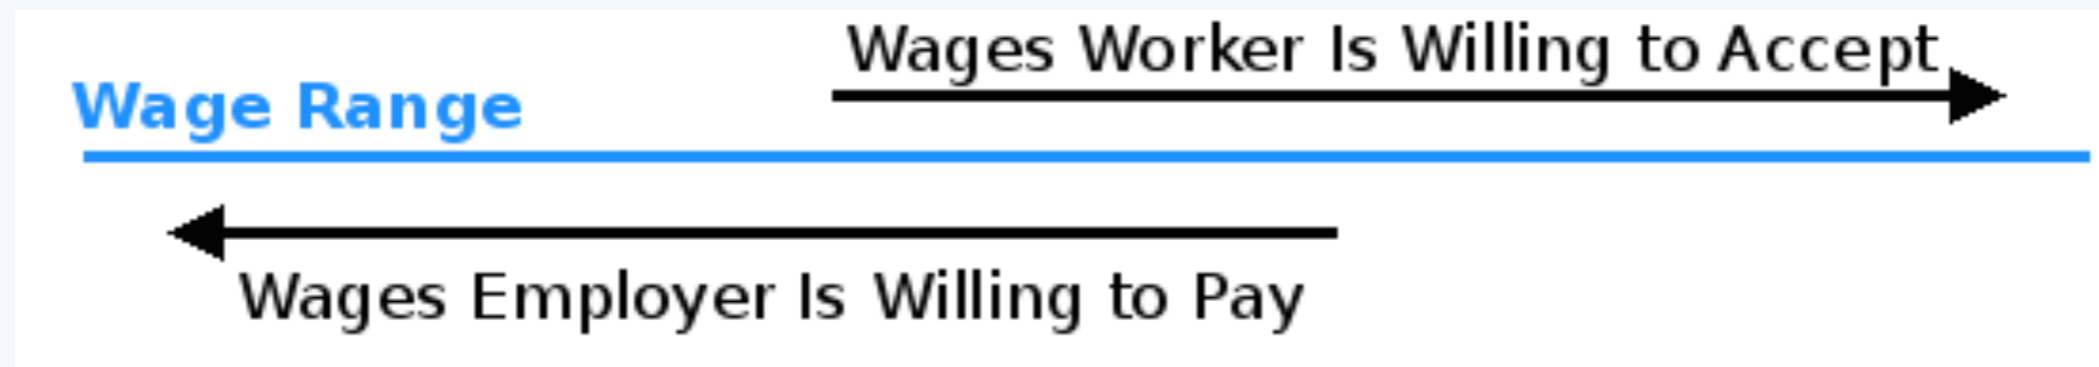 Wages Worker Is Willing to Accept
Wage Range
Wages Employer Is Willing to Pay